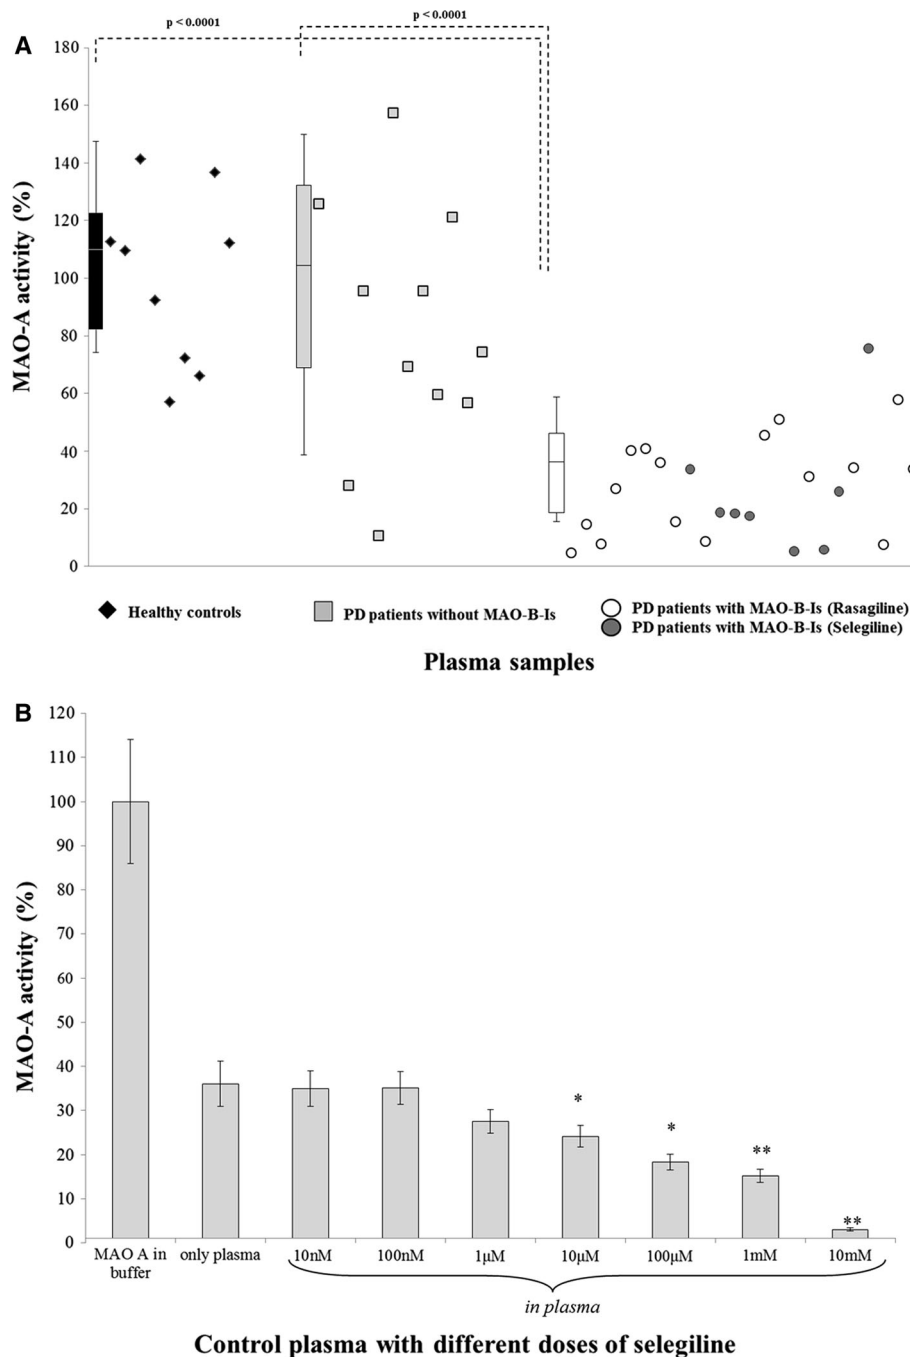 p < 0.0001
p < 0.0001
A
180
160
140
120
100
80
60
40
20
0
MAO-A activity (%)
Healthy controls
PD patients without MAO-B-Is
PD patients with MAO-B-Is (Rasagiline)
PD patients with MAO-B-Is (Selegiline)
Plasma samples
B
120
110
100
90
80
70
60
50
40
30
20
10
0
MAO-A activity (%)
*
*
**
**
MAO A in
buffer
only plasma
10nM
100nM
1µM
10µM
100µM
1mM
10mM
in plasma
Control plasma with different doses of selegiline